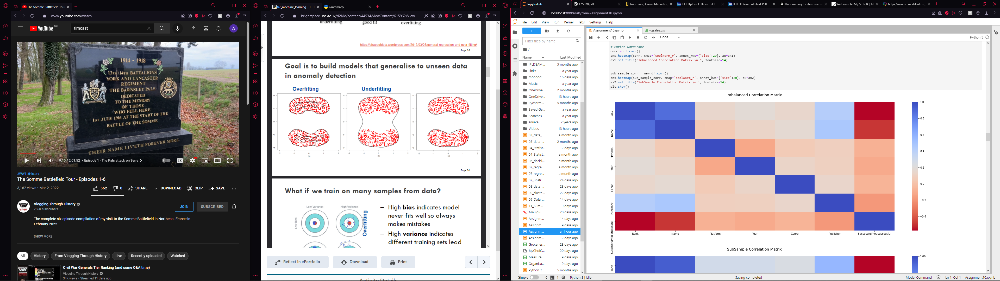 The Somme Battlefield Tour
www.youtube.com/watch
YouTube GB
timcast
A
1914 - 1918
13TH\14TH BATTALIONS
YORK AND LANCASTER
REGIMENT
THE BARNSLEY PALS
DEDICATED
TO THE MEMORY
OF THOSE
WHO FELL HERE
1ST JULY 1916 AT THE START OF THE
BATTLE OF THE SOMME
THEIR NAME LIV'ETH FOREVER MORE.
9:10 / 2:01:52 • Episode 1 - The Pals attack on Serre
#WW1 #History
The Somme Battlefield Tour - Episodes 1-6
3,162 views • Mar 2, 2022
562
0
SHARE
DOWNLOAD
CLIP
SAVE
Vlogging Through History
256K subscribers
JOIN
SUBSCRIBED
The complete six episode compliation of my visit to the Somme Battlefield in Northeast France in
February 2022.
SHOW MORE
All
History
From Vlogging Through History
Live
Recently uploaded
Watched
Civil War Generals Tier Ranking (and some Q&A time)
Vlogging Through History
34K views • Streamed 11 days ago
07_machine_learning - 1 -
Grammarly
brightspace.uos.ac.uk/d2l/le/content/44534/viewContent/615962/View
underfitting
good fit
overfitting
https://shapeofdata.wordpress.com/2013/03/26/general-regression-and-over-fitting/
Page 15
Goal is to build models that generalise to unseen data
in anomaly detection
Overfitting
Underfitting
(a)
(b)
(c)
Page 16
What if we train on many samples from data?
Low Variance
High Variance
Low Bias
Overfitting
– High bias indicates model
never fits well so always
makes mistakes
– High variance indicates
different training sets lead
Reflect in ePortfolio
Download
Print
Activity Details
JupyterLab
175078.pdf
Improving Game Marketing
IEEE Xplore Full-Text PDF:
IEEE Xplore Full-Text PDF:
Data mining for item recom
Welcome to My Suffolk | M
https://uos.on.worldcat.org
localhost:8888/lab/tree/Assignment10.ipynb
File
Edit
View
Run
Kernel
Tabs
Settings
Help
Filter files by name
/
Name
Last Modified
IPLDSAM... 5 months ago
Links a year ago
mongod... 16 days ago
Music a year ago
OneDrive 2 months ago
OneDrive... 13 hours ago
Pycharm... 5 months ago
Saved Ga... a year ago
Searches a year ago
source 2 years ago
Videos 13 hours ago
03_data_... a month ago
03_data_... 2 months ago
04_Statist... 12 days ago
04_Statist... a month ago
06_decisi... a month ago
07_regre... a month ago
07_regre... a month ago
07_unstr... 24 days ago
08_data_... 23 days ago
09_cluste... 22 days ago
09_Data_... 14 days ago
11_Sum... 9 days ago
AraujoRi... 20 days ago
Assignm... 14 days ago
Assignm... 9 days ago
Assignm... an hour ago
Assignm... 12 days ago
Groceries... 23 days ago
JayChoiC... 20 days ago
Measure... 9 days ago
Organisa... 9 days ago
Python_t... 5 months ago
Assignment10.ipynb
vgsales.csv
Code
Python 3
# Entire DataFrame
corr = df.corr()
sns.heatmap(corr, cmap='coolwarm_r', annot_kws={'size':20}, ax=ax1)
ax1.set_title("Imbalanced Correlation Matrix \n ", fontsize=14)
sub_sample_corr = new_df.corr()
sns.heatmap(sub_sample_corr, cmap='coolwarm_r', annot_kws={'size':20}, ax=ax2)
ax2.set_title('SubSample Correlation Matrix \n ', fontsize=14)
plt.show()
Imbalanced Correlation Matrix
Rank
Name
Platform
Year
Genre
Publisher
Successful/not successful
Rank
Name
Platform
Year
Genre
Publisher
Successful/not successful
1.0
0.8
0.6
0.4
0.2
0.0
−0.2
−0.4
SubSample Correlation Matrix
Rank
1.00
Simple
0
1
Python 3 | Idle
Saving completed
Mode: Command
Ln 1, Col 1
Assignment10.ipynb